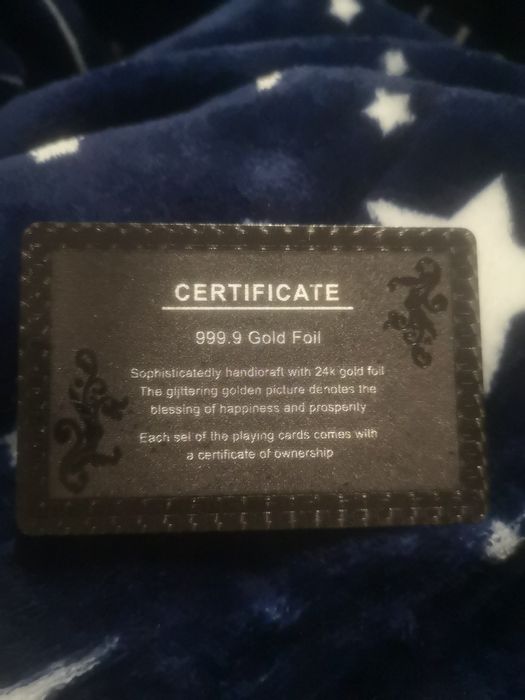 CERTIFICATE
999.9 Gold Foil
Sophisticatedly handicraft with 24k gold foil
The glittering golden picture denotes the
blessing of happiness and prosperity
Each set of the playing cards comes with
a certificate of ownership